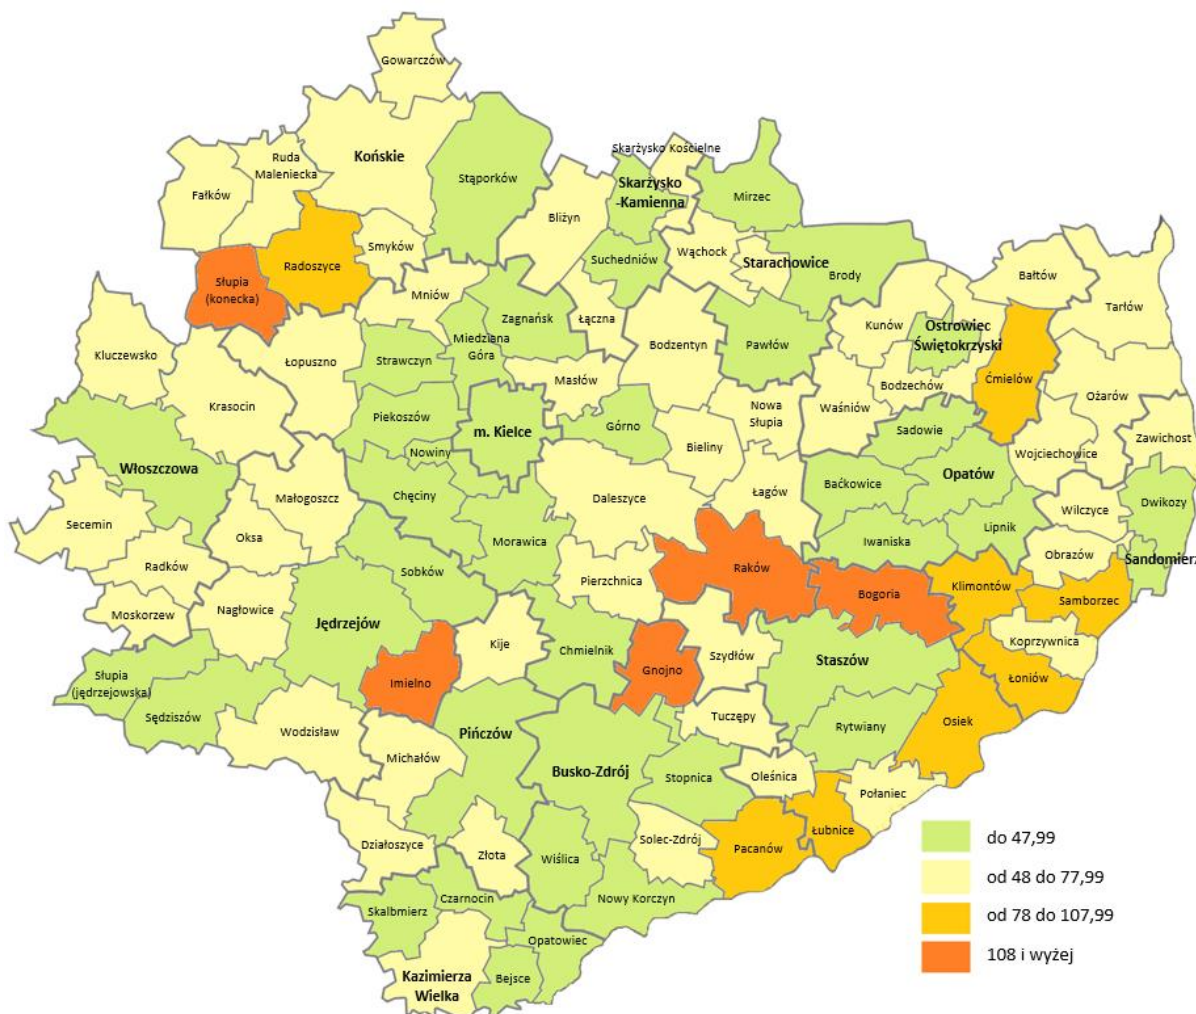 Gowarczów
Końskie
Ruda
Maleniecka
Fałków
Stąporków
Skarżysko Kościelne
Skarżysko
-Kamienna
Mirzec
Bliżyn
Smyków
Radoszyce
Słupia
(konecka)
Suchedniów
Wąchock
Starachowice
Brody
Bałtów
Tarłów
Mniów
Zagnańsk
Łączna
Miedziana
Góra
Bodzentyn
Pawłów
Kunów
Ostrowiec
Świętokrzyski
Kluczewsko
Łopuszno
Strawczyn
Masłów
Bodzechów
Ćmielów
Ożarów
Krasocin
Piekoszów
m. Kielce
Górno
Nowa
Słupia
Waśniów
Sadowie
Zawichost
Nowiny
Bieliny
Wojciechowice
Włoszczowa
Opatów
Chęciny
Daleszyce
Łagów
Baćkowice
Małogoszcz
Dwikozy
Wilczyce
Secemin
Oksa
Morawica
Iwaniska
Lipnik
Radków
Sobków
Pierzchnica
Raków
Obrazów
Sandomierz
Moskorzew
Nagłowice
Bogoria
Klimontów
Samborzec
Jędrzejów
Kije
Chmielnik
Koprzywnica
Szydłów
Staszów
Gnojno
Słupia
(jędrzejowska)
Imielno
Łoniów
Sędziszów
Tuczępy
Osiek
Wodzisław
Pińczów
Rytwiany
Michałów
Busko-Zdrój
Stopnica
Oleśnica
Połaniec
Działoszyce
Złota
Wiślica
Solec-Zdrój
Pacanów
Łubnice
Czarnocin
Nowy Korczyn
Skalbmierz
Opatowiec
Kazimierza
Wielka
Bejsce
do 47,99
od 48 do 77,99
od 78 do 107,99
108 i wyżej